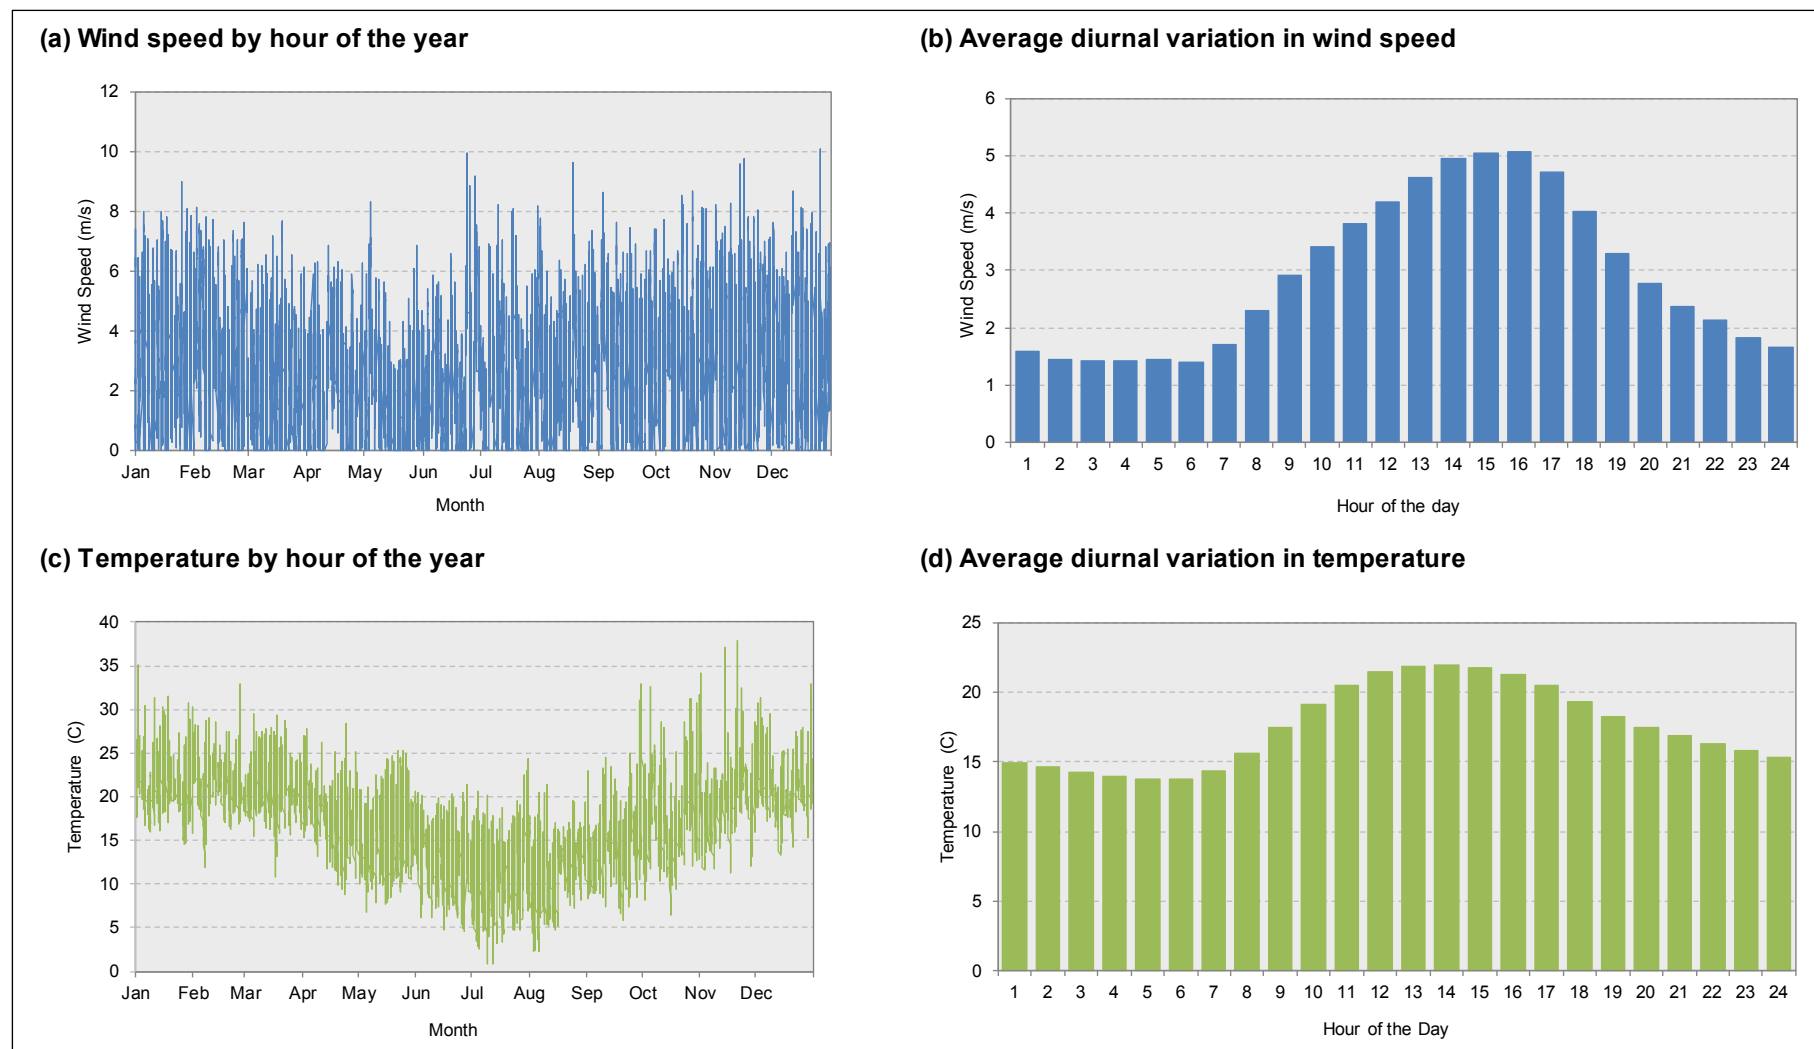 (a) Wind speed by hour of the year
12
10
8
6
4
2
0
Wind Speed (m/s)
Jan Feb Mar Apr May Jun Jul Aug Sep Oct Nov Dec
Month
(b) Average diurnal variation in wind speed
6
5
4
3
2
1
0
Wind Speed (m/s)
1 2 3 4 5 6 7 8 9 10 11 12 13 14 15 16 17 18 19 20 21 22 23 24
Hour of the day
(c) Temperature by hour of the year
40
35
30
25
20
15
10
5
0
Temperature (C)
Jan Feb Mar Apr May Jun Jul Aug Sep Oct Nov Dec
Month
(d) Average diurnal variation in temperature
25
20
15
10
5
0
Temperature (C)
1 2 3 4 5 6 7 8 9 10 11 12 13 14 15 16 17 18 19 20 21 22 23 24
Hour of the Day